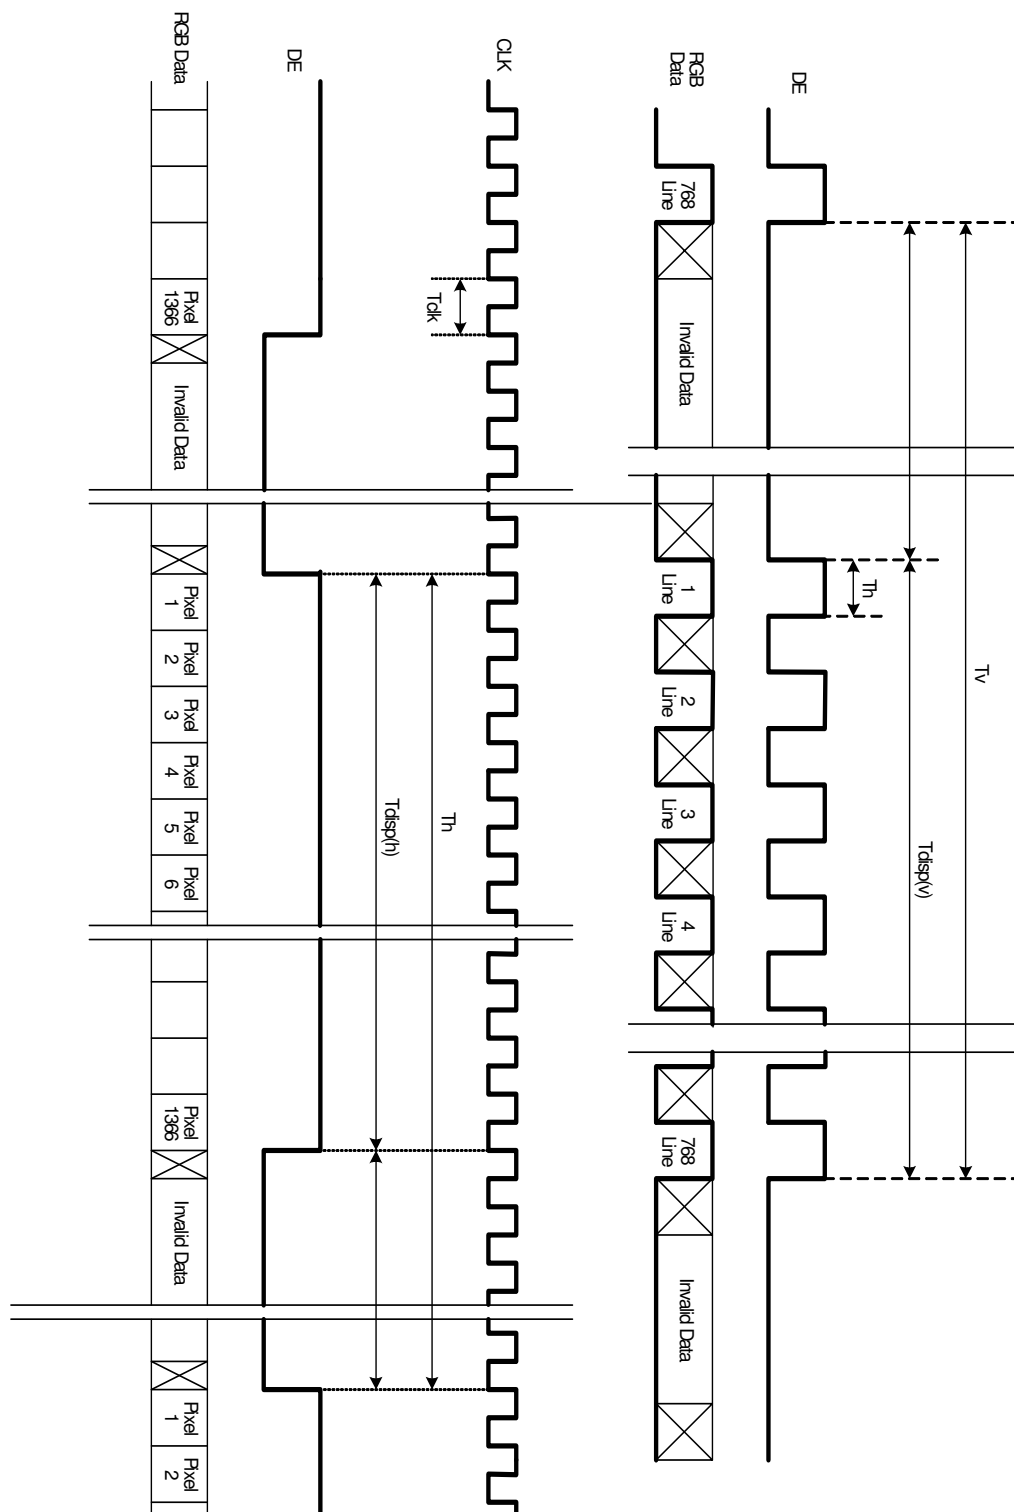 Tv
Tdisp(v)
Th
DE
RGB
Data
768
Line
Invalid Data
1
Line
2
Line
3
Line
4
Line
768
Line
Invalid Data
CLK
Tclk
Th
Tdisp(h)
DE
RGB Data
Pixel
1366
Invalid Data
Pixel
1
Pixel
2
Pixel
3
Pixel
4
Pixel
5
Pixel
6
Pixel
1366
Invalid Data
Pixel
1
Pixel
2